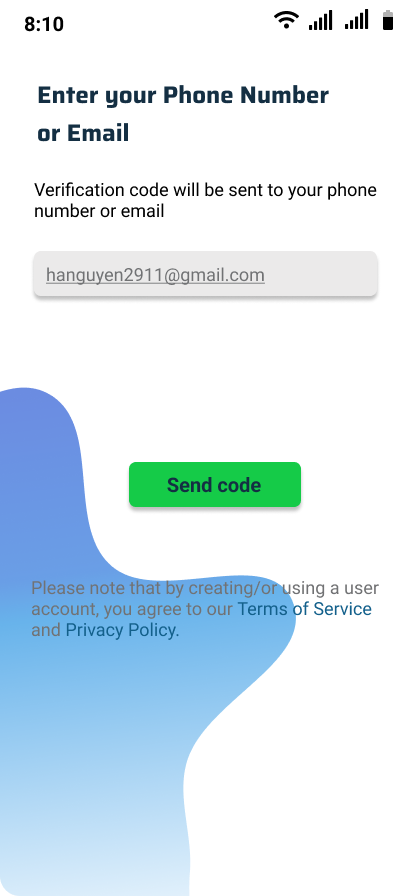 8:10
Enter your Phone Number
or Email
Verification code will be sent to your phone
number or email
hanguyen2911@gmail.com
Send code
Please note that by creating/or using a user
account, you agree to our Terms of Service
and Privacy Policy.